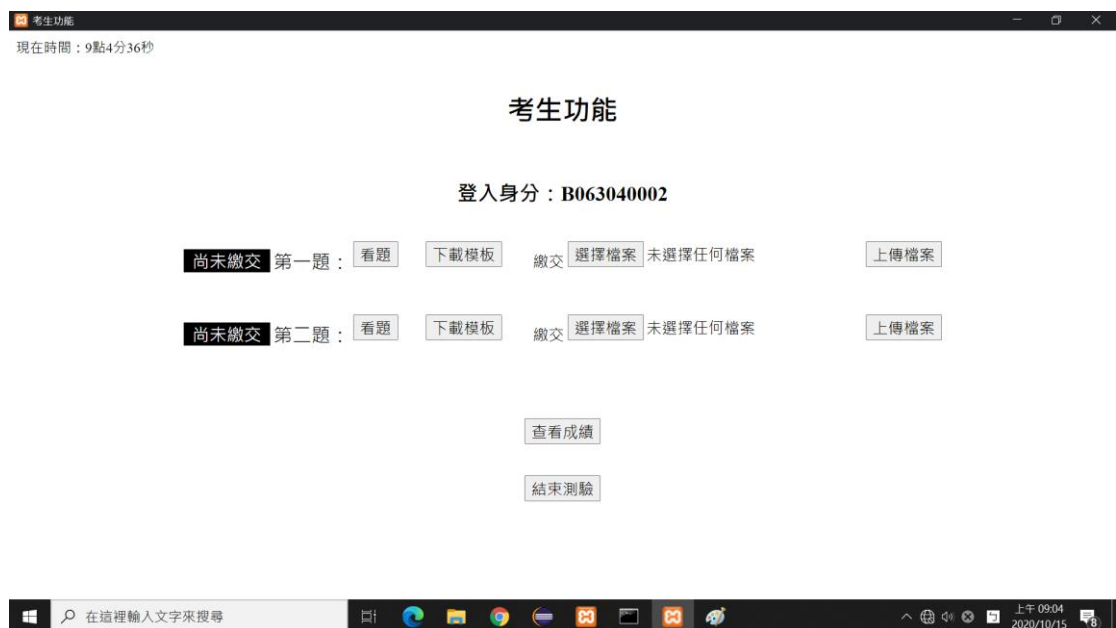 考生功能
現在時間：9點4分36秒
考生功能
登入身分：B063040002
尚未繳交 第一題： 看題 下載模板 繳交 選擇檔案 未選擇任何檔案 上傳檔案
尚未繳交 第二題： 看題 下載模板 繳交 選擇檔案 未選擇任何檔案 上傳檔案
查看成績
結束測驗
在這裡輸入文字來搜尋
上午 09:04
2020/10/15
8